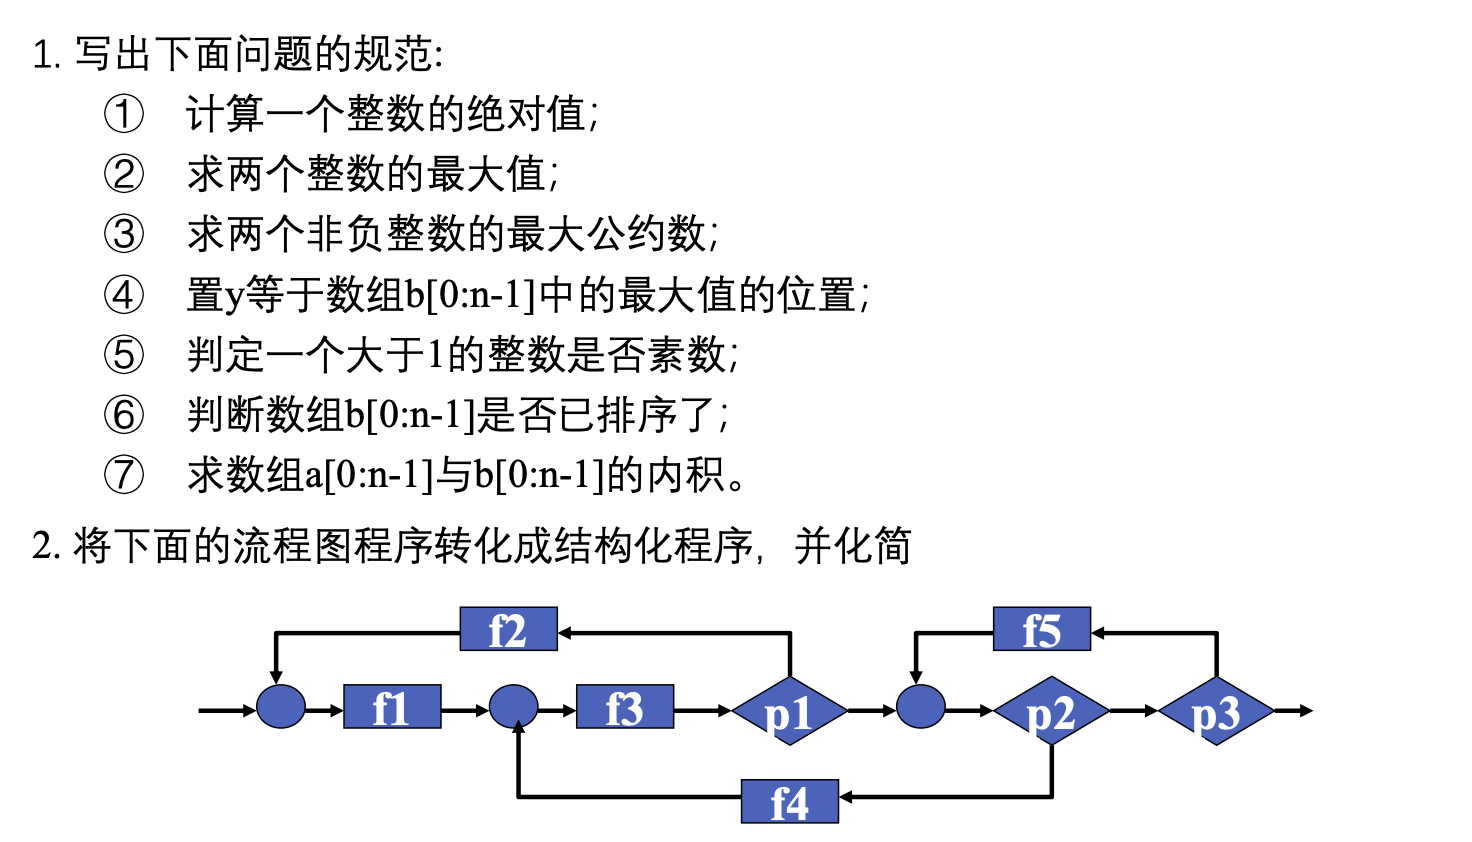 1. 写出下面问题的规范:
① 计算一个整数的绝对值;
② 求两个整数的最大值;
③ 求两个非负整数的最大公约数;
④ 置y等于数组b[0:n-1]中的最大值的位置;
⑤ 判定一个大于1的整数是否素数;
⑥ 判断数组b[0:n-1]是否已排序了;
⑦ 求数组a[0:n-1]与b[0:n-1]的内积。
2. 将下面的流程图程序转化成结构化程序，并化简
f2 f5
f1 f3 p1 p2 p3
f4